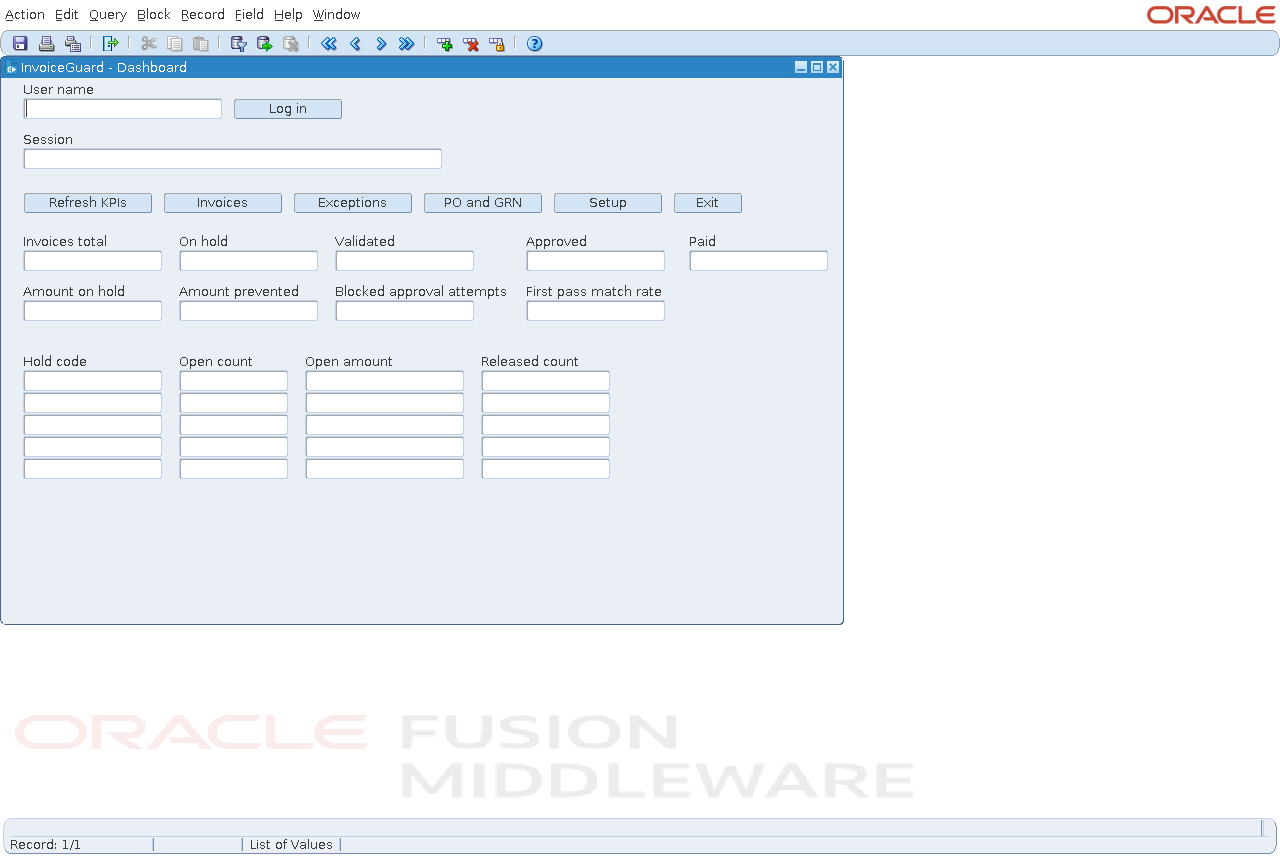 Action Edit Query Block Record Field Help Window
ORACLE
InvoiceGuard - Dashboard
User name
Log in
Session
Refresh KPIs Invoices Exceptions PO and GRN Setup Exit
Invoices total On hold Validated Approved Paid
Amount on hold Amount prevented Blocked approval attempts First pass match rate
Hold code Open count Open amount Released count
ORACLE FUSION
MIDDLEWARE
Record: 1/1 List of Values